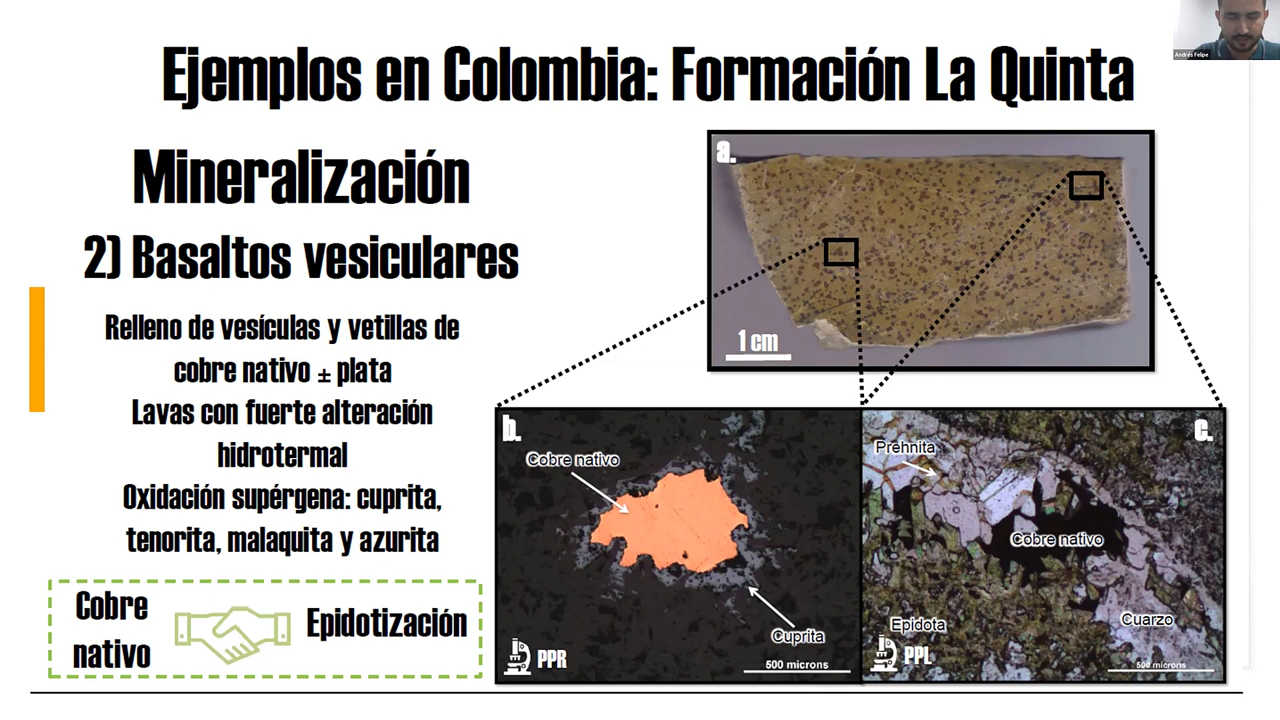 Andrés Felipe
Ejemplos en Colombia: Formación La Quinta
Mineralización
2) Basaltos vesiculares
Relleno de vesículas y vetillas de
cobre nativo ± plata
Lavas con fuerte alteración
hidrotermal
Oxidación supérgena: cuprita,
tenorita, malaquita y azurita
Cobre
nativo
Epidotización
a.
1 cm
b.
Cobre nativo
Cuprita
PPR
500 microns
c.
Prehnita
Cobre nativo
Cuarzo
Epidota
PPL
500 microns